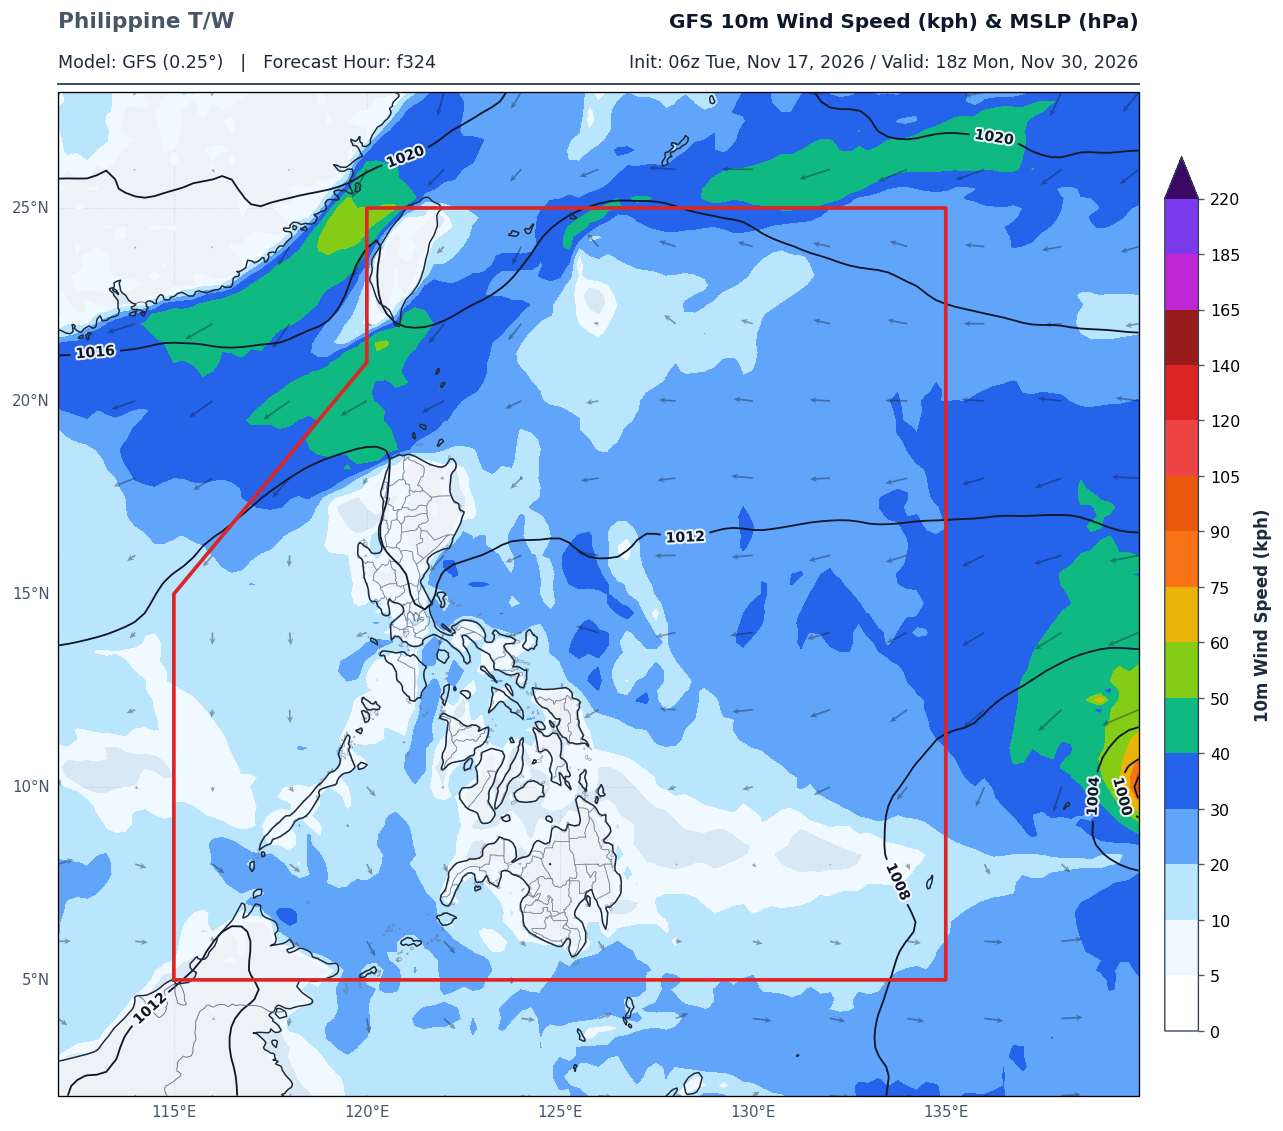 Philippine T/W
GFS 10m Wind Speed (kph) & MSLP (hPa)
Model: GFS (0.25°) | Forecast Hour: f324
Init: 06z Tue, Nov 17, 2026 / Valid: 18z Mon, Nov 30, 2026
1020
1020
25°N
1016
20°N
1012
15°N
10°N
1004
1000
1008
5°N
1012
115°E
120°E
125°E
130°E
135°E
220
185
165
140
120
105
90
75
60
50
40
30
20
10
5
0
10m Wind Speed (kph)